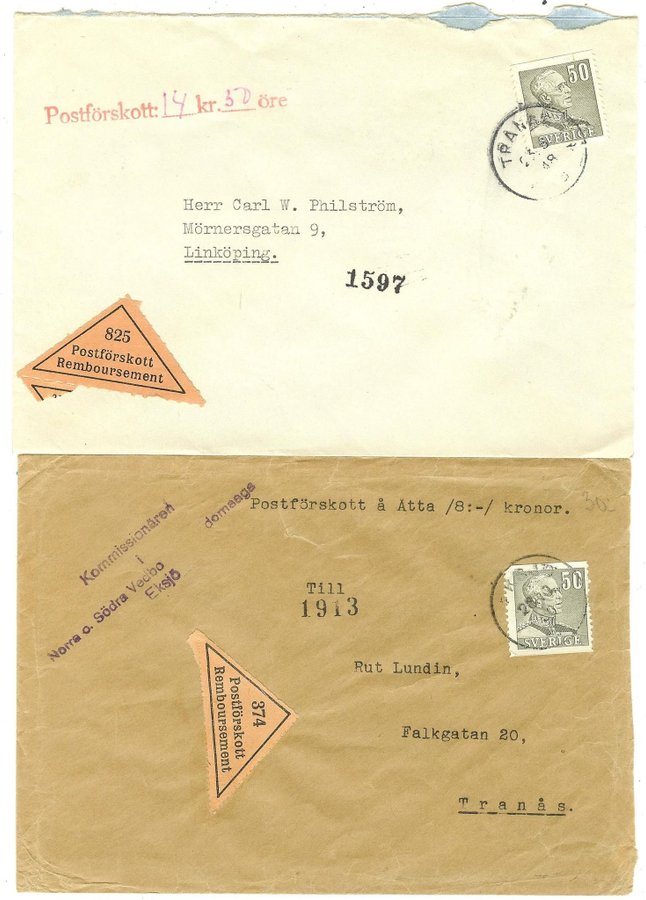 Postförskott: 14 kr. 50 öre
50
SVERIGE
TRANÅS
48
Herr Carl W. Philström,
Mörnersgatan 9,
Linköping.
1597
825
Postförskott
Remboursement
Kommissionären
i
Norra o. Södra Vedbo domsaga
Eksjö
Postförskott å Atta /8:-/ kronor.
50
SVERIGE
Till
1913
Rut Lundin,
Falkgatan 20,
Tranås.
374
Postförskott
Remboursement